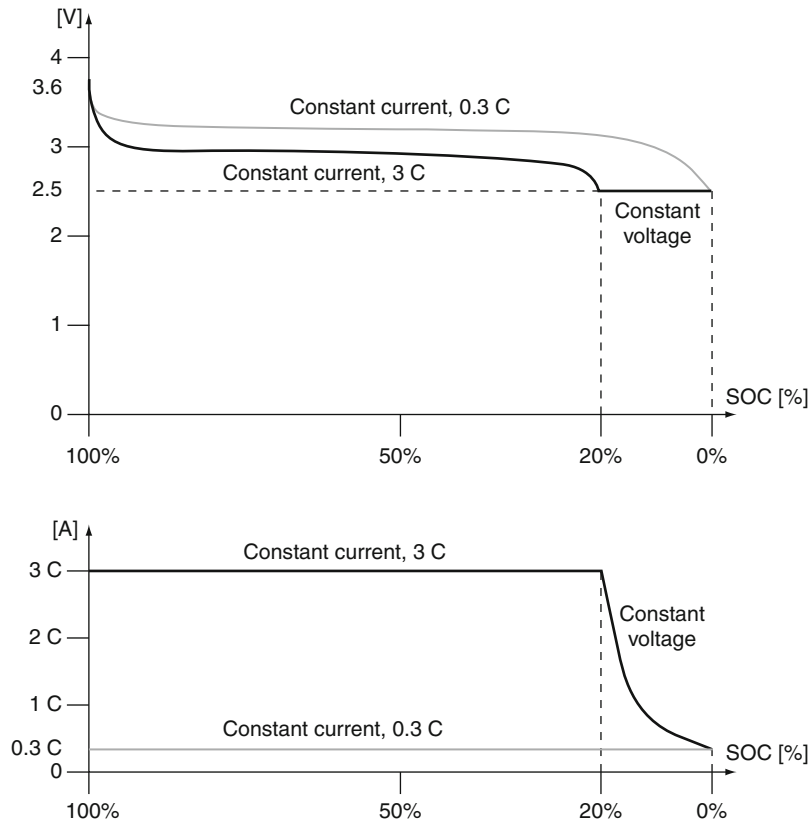 [V]
4
3.6
Constant current, 0.3 C
3
Constant current, 3 C
2.5
Constant
voltage
2
1
0
SOC [%]
100%
50%
20%
0%
[A]
Constant current, 3 C
3 C
Constant
voltage
2 C
1 C
Constant current, 0.3 C
0.3 C
SOC [%]
0
100%
50%
20%
0%